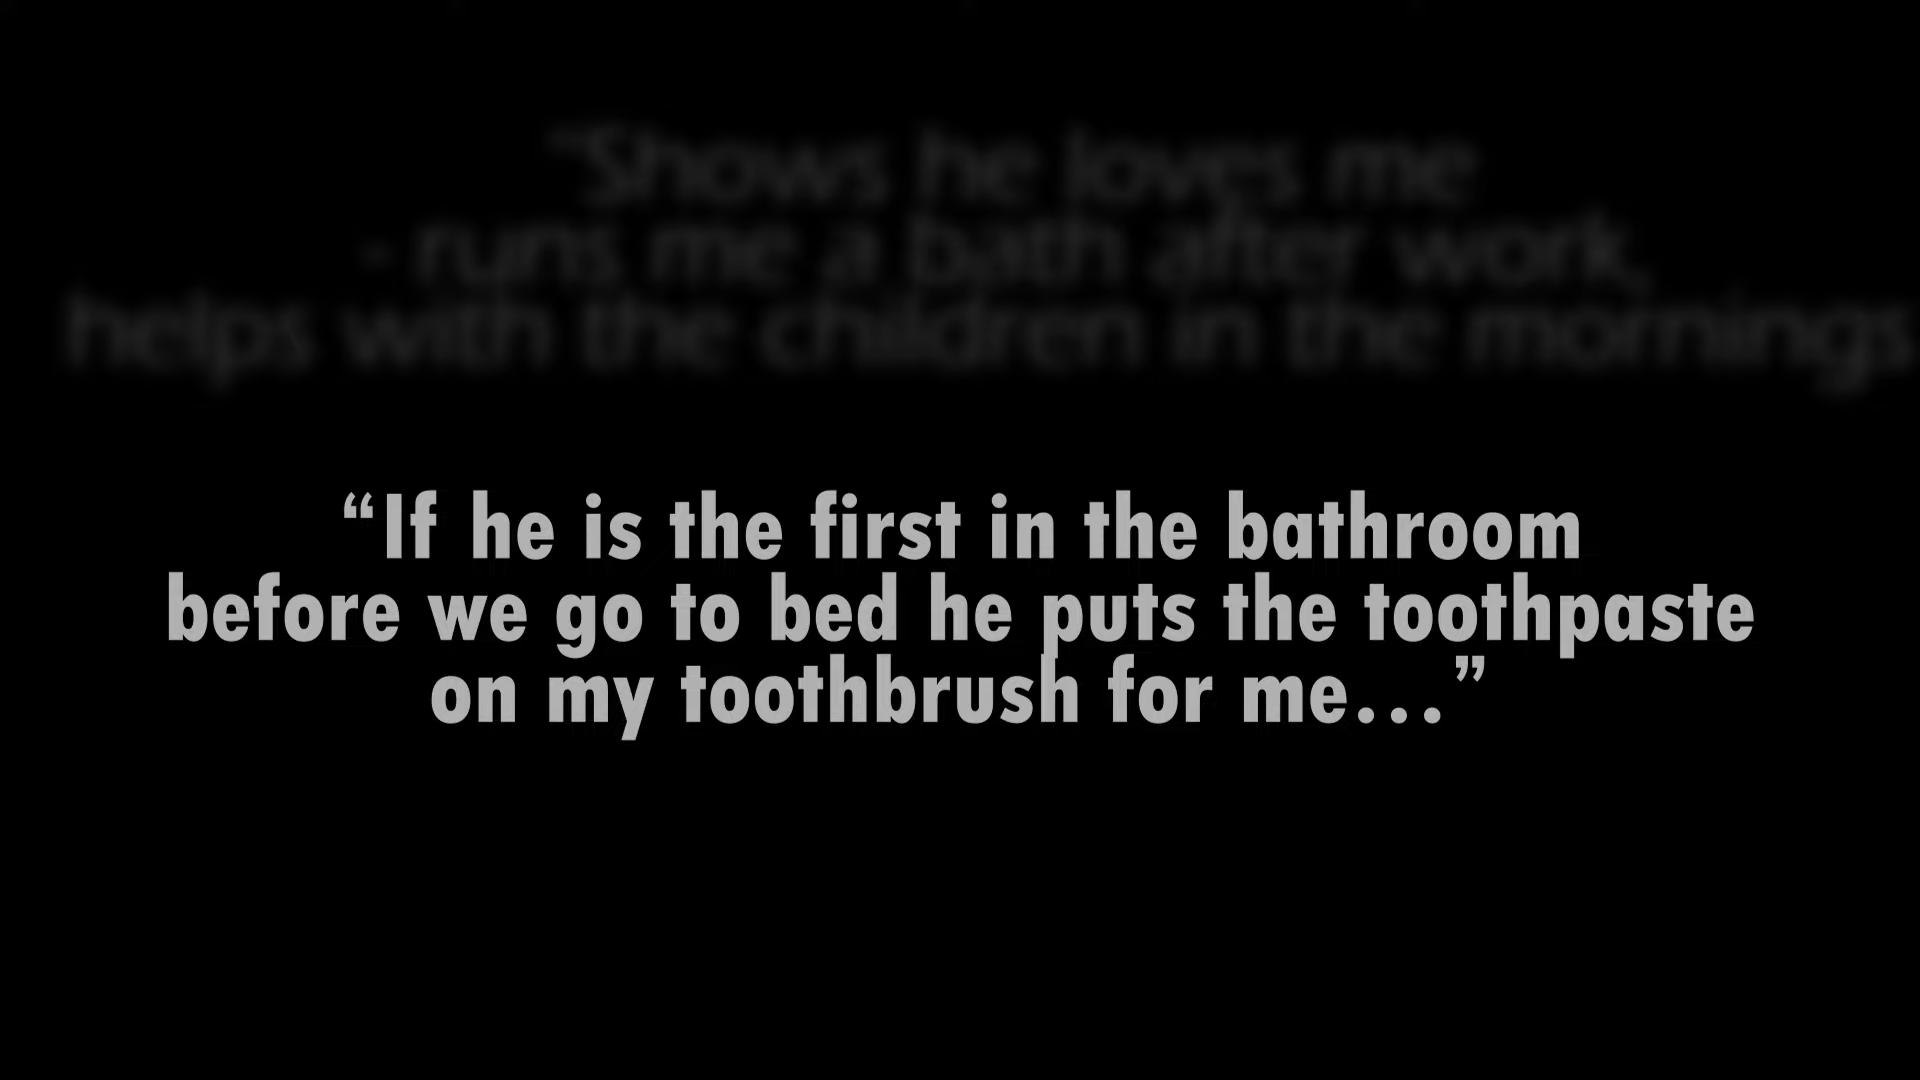 “Shows he loves me
- runs me a bath after work,
helps with the children in the mornings
“If he is the first in the bathroom
before we go to bed he puts the toothpaste
on my toothbrush for me...”